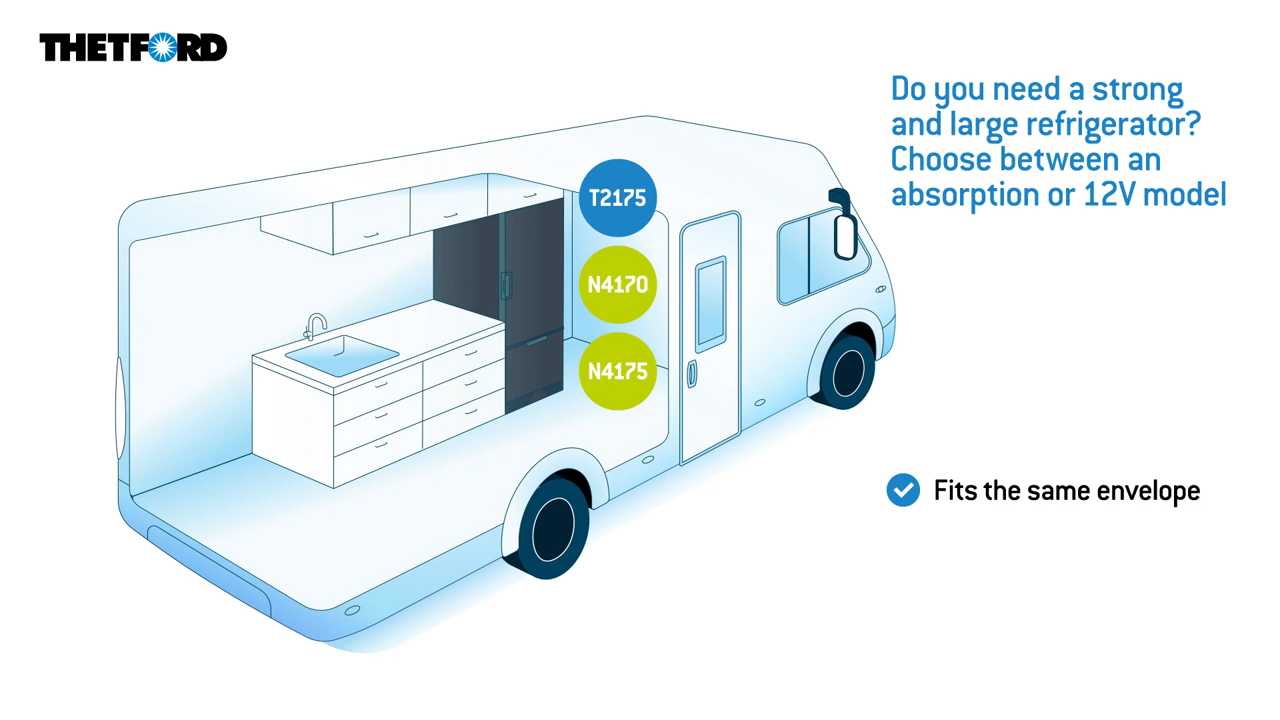 THETFORD
Do you need a strong
and large refrigerator?
Choose between an
absorption or 12V model
T2175
N4170
N4175
Fits the same envelope